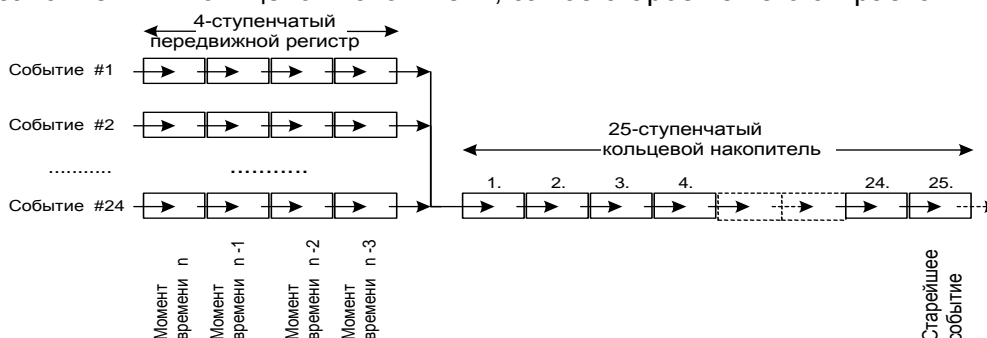 4-ступенчатый
передвижной регистр
Событие #1
Событие #2
...........
...........
Событие #24
25-ступенчатый
кольцевой накопитель
1. 2. 3. 4. 24. 25.
Момент
времени n
Момент
времени n -1
Момент
времени n -2
Момент
времени n -3
Старейшее
событие